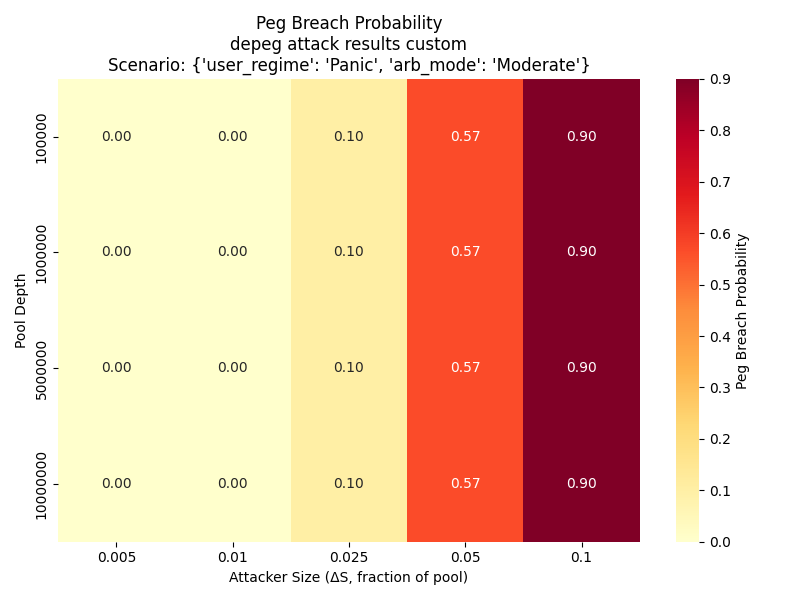 Peg Breach Probability
depeg attack results custom
Scenario: {'user_regime': 'Panic', 'arb_mode': 'Moderate'}
Pool Depth
100000
0.00 0.00 0.10 0.57 0.90
1000000
0.00 0.00 0.10 0.57 0.90
5000000
0.00 0.00 0.10 0.57 0.90
10000000
0.00 0.00 0.10 0.57 0.90
0.005 0.01 0.025 0.05 0.1
Attacker Size (ΔS, fraction of pool)
0.9
0.8
0.7
0.6
0.5
0.4
0.3
0.2
0.1
0.0
Peg Breach Probability